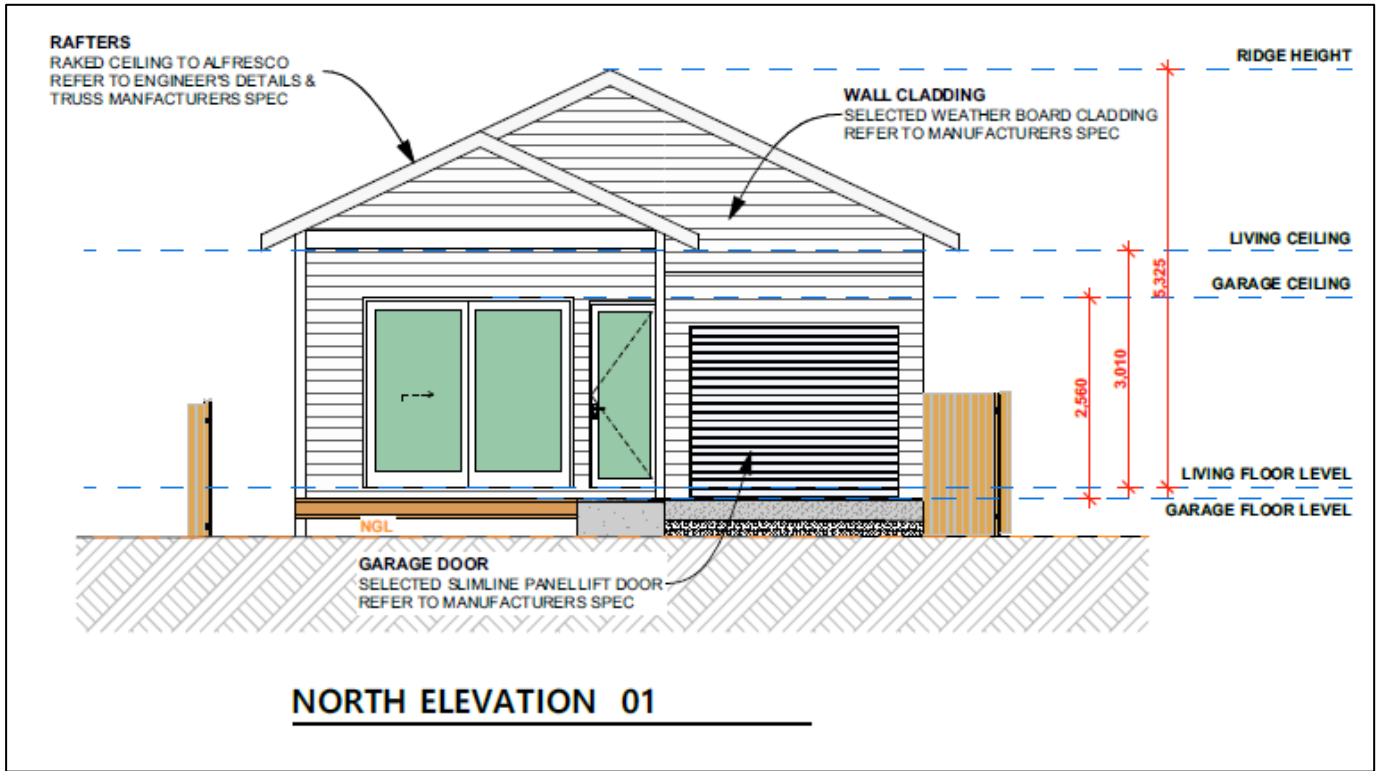 RAFTERS
RAKED CEILING TO ALFRESCO
REFER TO ENGINEER'S DETAILS &
TRUSS MANFACTURERS SPEC
RIDGE HEIGHT
WALL CLADDING
SELECTED WEATHER BOARD CLADDING
REFER TO MANUFACTURERS SPEC
LIVING CEILING
GARAGE CEILING
5,325
3,010
2,560
LIVING FLOOR LEVEL
GARAGE FLOOR LEVEL
NGL
GARAGE DOOR
SELECTED SLIMLINE PANELLIFT DOOR
REFER TO MANUFACTURERS SPEC
NORTH ELEVATION 01